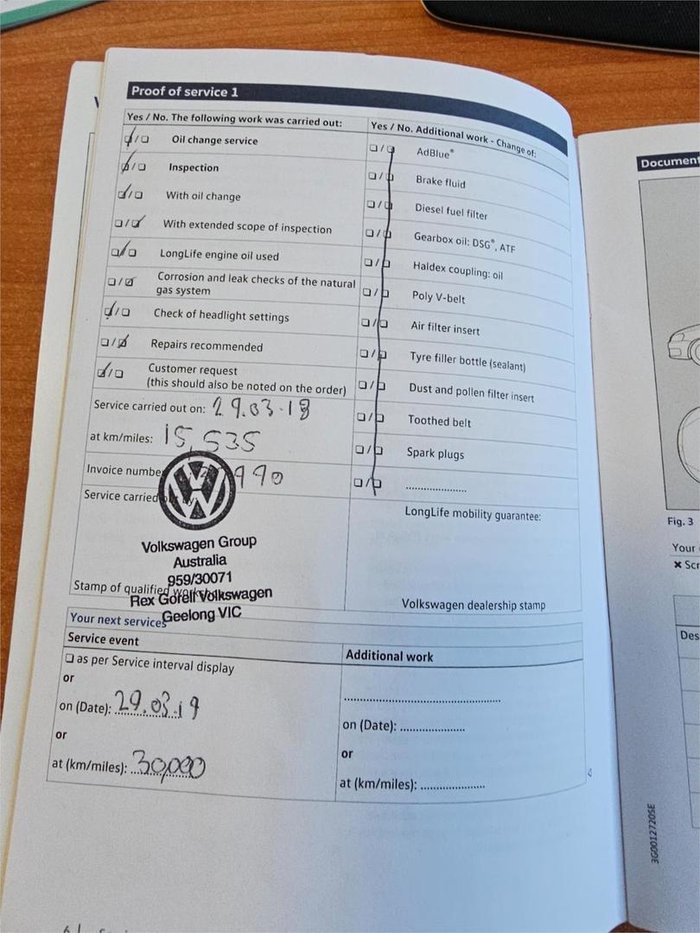 Proof of service 1
Yes / No. The following work was carried out:
Oil change service
Inspection
With oil change
With extended scope of inspection
LongLife engine oil used
Corrosion and leak checks of the natural
gas system
Check of headlight settings
Repairs recommended
Customer request
(this should also be noted on the order)
Service carried out on: 29.03.18
at km/miles: 15,535
Invoice number 990
Service carried
Volkswagen Group
Australia
959/30071
Stamp of qualified
Rex Gorell Volkswagen
Geelong VIC
Yes / No. Additional work - Change of:
AdBlue®
Brake fluid
Diesel fuel filter
Gearbox oil: DSG®, ATF
Haldex coupling: oil
Poly V-belt
Air filter insert
Tyre filler bottle (sealant)
Dust and pollen filter insert
Toothed belt
Spark plugs
LongLife mobility guarantee:
Volkswagen dealership stamp
Your next services
Service event
as per Service interval display
or
on (Date): 29.03.19
or
at (km/miles): 30,000
Additional work
on (Date):
or
at (km/miles):
Document
Fig. 3
Your
Scr
Des
3G0012720SE